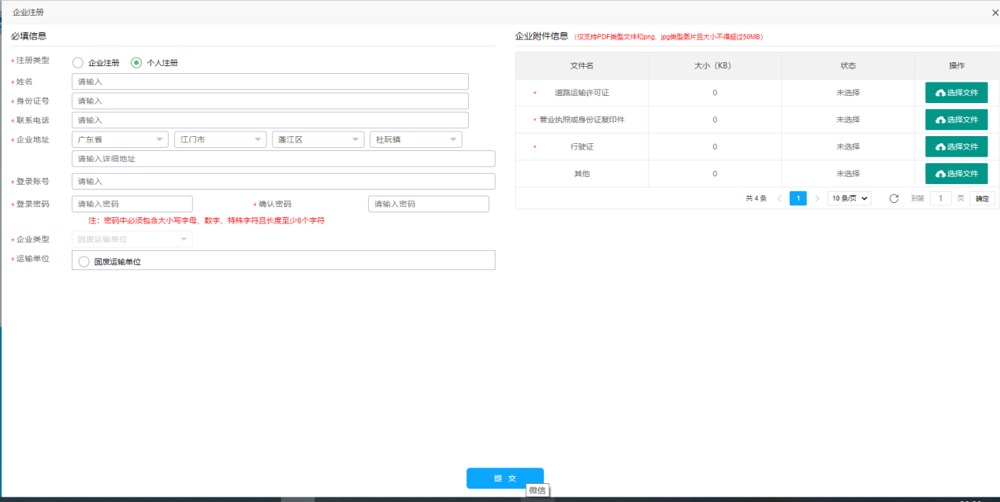 企业注册
必填信息
*注册类型 企业注册 个人注册
*姓名 请输入
*身份证号 请输入
*联系电话 请输入
*企业地址 广东省 江门市 蓬江区 杜阮镇
请输入详细地址
*登录账号 请输入
*登录密码 请输入密码 *确认密码 请输入密码
注：密码中必须包含大小写字母、数字、特殊字符且长度至少8个字符
*企业类型 固废运输单位
*运输单位 固废运输单位
企业附件信息 （仅支持PDF类型文件和png、jpg类型图片且大小不得超过50MB）
文件名 大小（KB） 状态 操作
* 道路运输许可证 0 未选择 选择文件
* 营业执照或身份证复印件 0 未选择 选择文件
* 行驶证 0 未选择 选择文件
其他 0 未选择 选择文件
共 4 条 1 10 条/页 到第 1 页 确定
提 交
微信